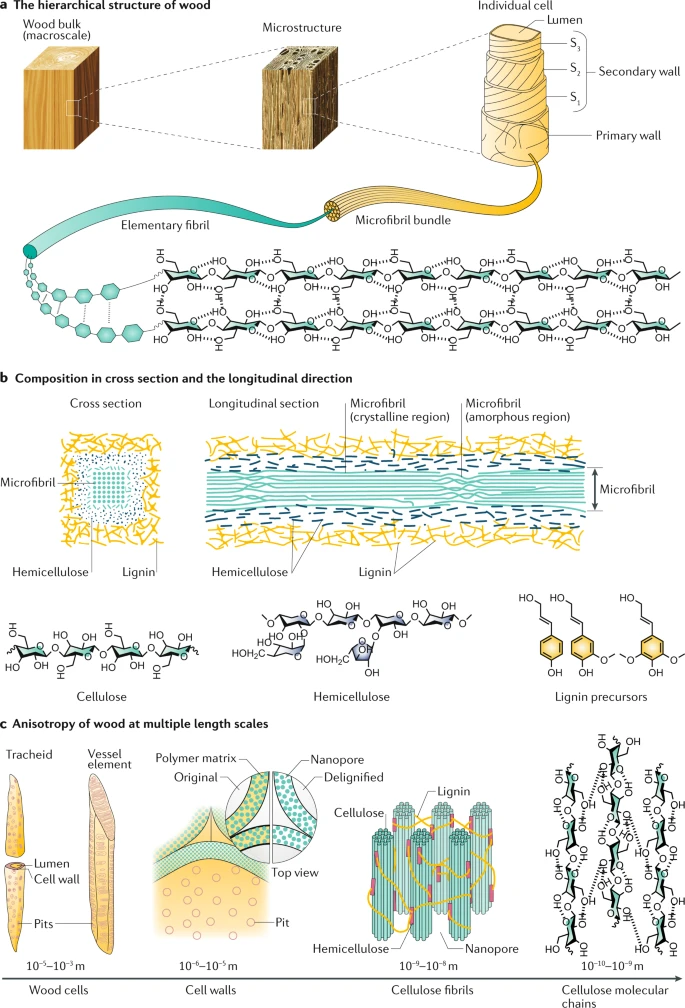 a The hierarchical structure of wood
Wood bulk
(macroscale)
Microstructure
Individual cell
Lumen
S3
S2
S1
Secondary wall
Primary wall
Elementary fibril
Microfibril bundle
b Composition in cross section and the longitudinal direction
Cross section
Longitudinal section
Microfibril
(crystalline region)
Microfibril
(amorphous region)
Microfibril
Microfibril
Hemicellulose
Lignin
Hemicellulose
Lignin
Cellulose
Hemicellulose
Lignin precursors
c Anisotropy of wood at multiple length scales
Tracheid
Vessel
element
Lumen
Cell wall
Pits
Polymer matrix
Original
Nanopore
Delignified
Top view
Pit
Lignin
Cellulose
Hemicellulose
Nanopore
10⁻⁵–10⁻³ m
10⁻⁶–10⁻⁵ m
10⁻⁹–10⁻⁸ m
10⁻¹⁰–10⁻⁹ m
Wood cells
Cell walls
Cellulose fibrils
Cellulose molecular
chains